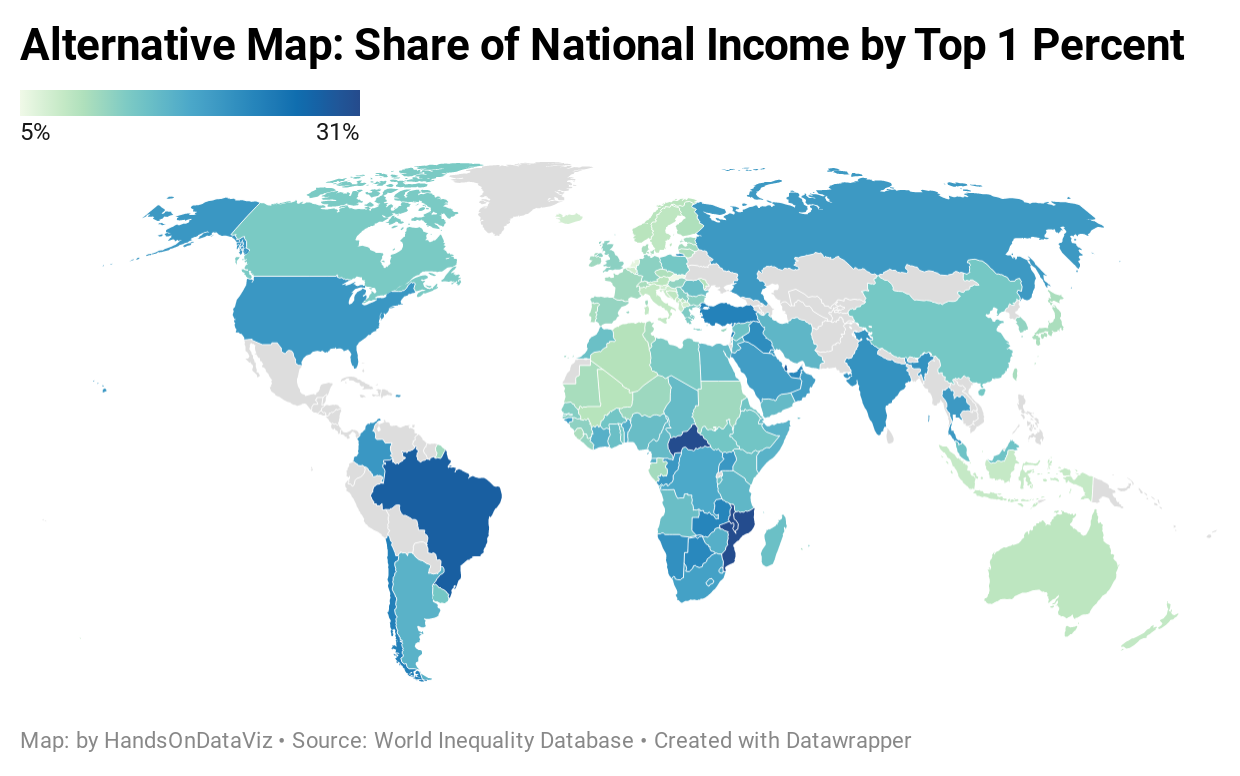 Alternative Map: Share of National Income by Top 1 Percent
5% 31%
Map: by HandsOnDataViz • Source: World Inequality Database • Created with Datawrapper